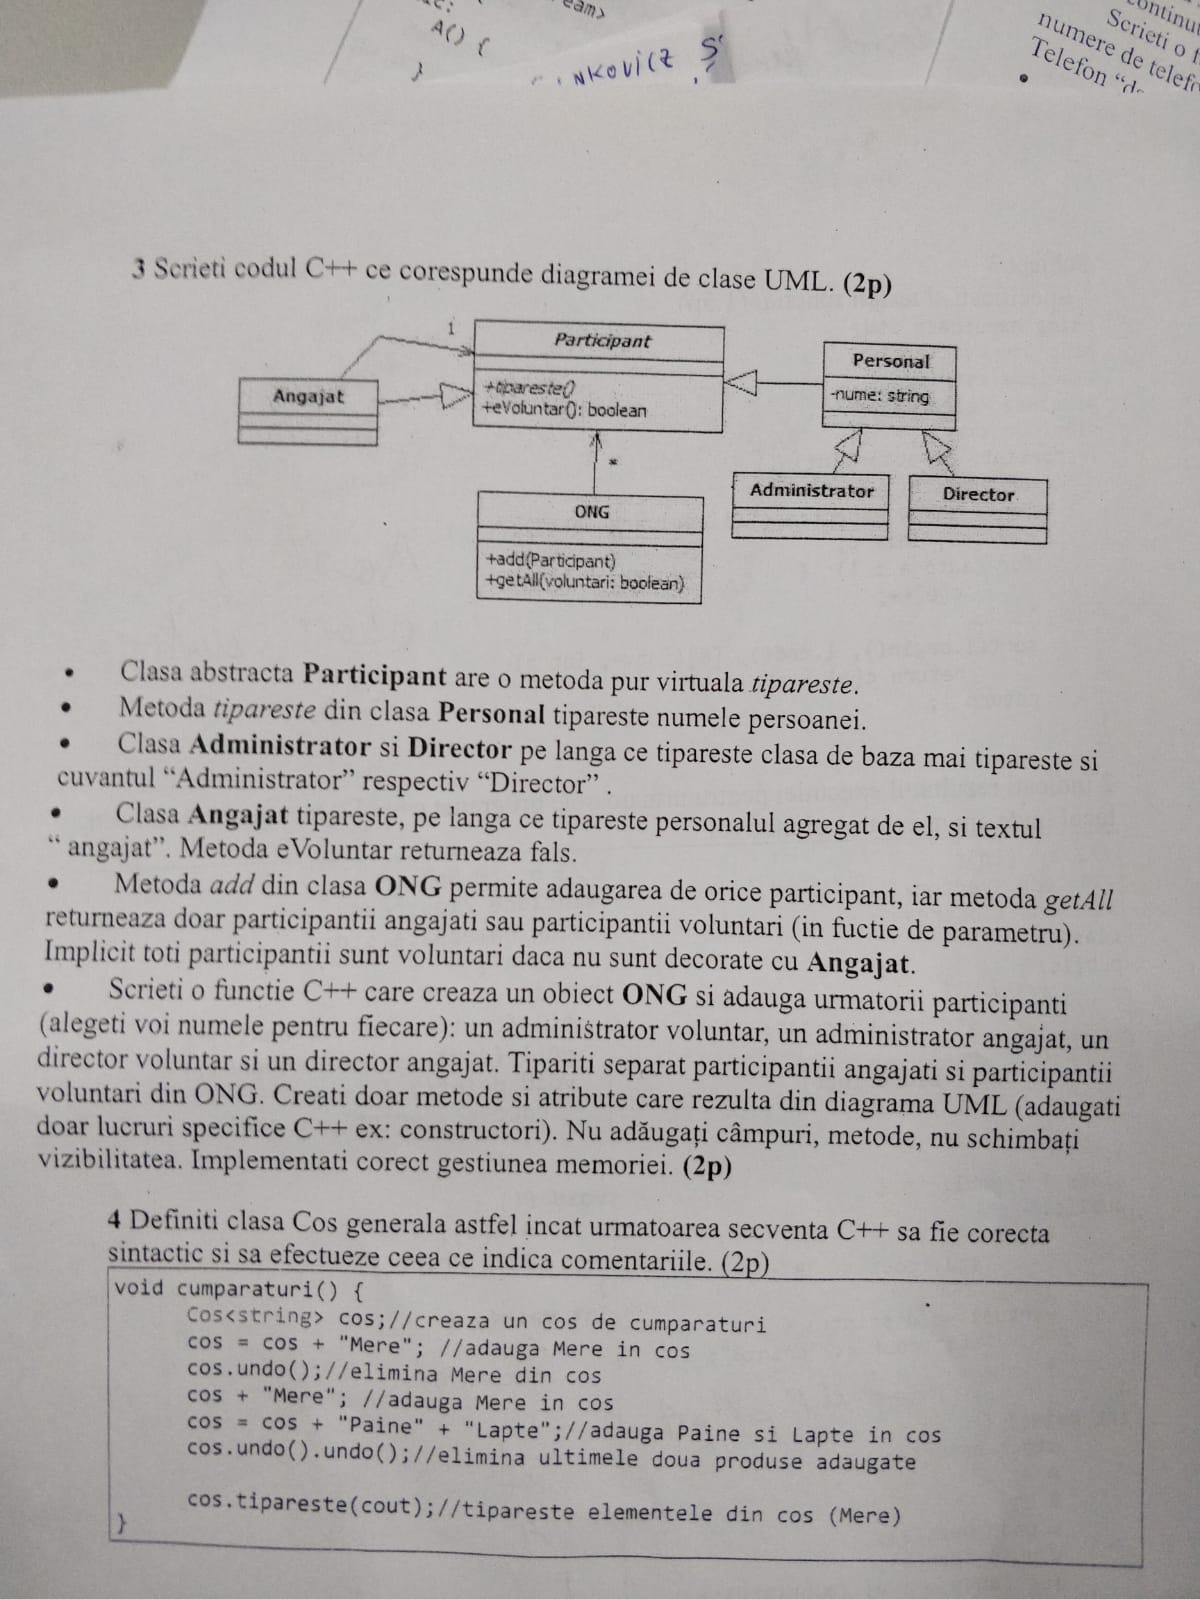 A() {
}
numere de
Scrieti o
Telefon
3 Scrieti codul C++ ce corespunde diagramei de clase UML. (2p)
1
Participant
+tipareste()
+eVoluntar(): boolean
Angajat
Personal
-nume: string
*
ONG
+add(Participant)
+getAll(voluntari: boolean)
Administrator
Director
• Clasa abstracta Participant are o metoda pur virtuala tipareste.
• Metoda tipareste din clasa Personal tipareste numele persoanei.
• Clasa Administrator si Director pe langa ce tipareste clasa de baza mai tipareste si
cuvantul “Administrator” respectiv “Director” .
• Clasa Angajat tipareste, pe langa ce tipareste personalul agregat de el, si textul
“ angajat”. Metoda eVoluntar returneaza fals.
• Metoda add din clasa ONG permite adaugarea de orice participant, iar metoda getAll
returneaza doar participantii angajati sau participantii voluntari (in fuctie de parametru).
Implicit toti participantii sunt voluntari daca nu sunt decorate cu Angajat.
• Scrieti o functie C++ care creaza un obiect ONG si adauga urmatorii participanti
(alegeti voi numele pentru fiecare): un administrator voluntar, un administrator angajat, un
director voluntar si un director angajat. Tipariti separat participantii angajati si participantii
voluntari din ONG. Creati doar metode si atribute care rezulta din diagrama UML (adaugati
doar lucruri specifice C++ ex: constructori). Nu adăugați câmpuri, metode, nu schimbați
vizibilitatea. Implementati corect gestiunea memoriei. (2p)
4 Definiti clasa Cos generala astfel incat urmatoarea secventa C++ sa fie corecta
sintactic si sa efectueze ceea ce indica comentariile. (2p)
void cumparaturi() {
Cos<string> cos;//creaza un cos de cumparaturi
cos = cos + "Mere"; //adauga Mere in cos
cos.undo();//elimina Mere din cos
cos + "Mere"; //adauga Mere in cos
cos = cos + "Paine" + "Lapte";//adauga Paine si Lapte in cos
cos.undo().undo();//elimina ultimele doua produse adaugate
cos.tipareste(cout);//tipareste elementele din cos (Mere)
}